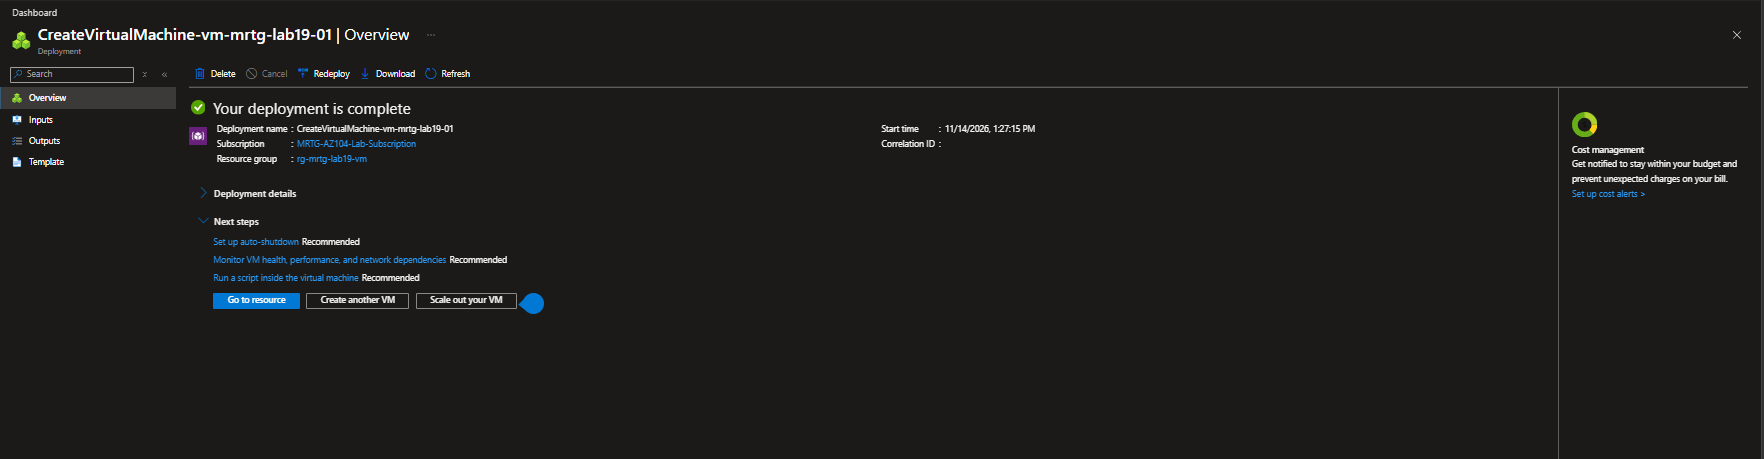 Dashboard
CreateVirtualMachine-vm-mrtg-lab19-01 | Overview ...
Deployment
Search
Overview
Inputs
Outputs
Template
Delete
Cancel
Redeploy
Download
Refresh
Your deployment is complete
Deployment name : CreateVirtualMachine-vm-mrtg-lab19-01
Subscription : MRTG-AZ104-Lab-Subscription
Resource group : rg-mrtg-lab19-vm
Start time : 11/14/2026, 1:27:15 PM
Correlation ID :
Deployment details
Next steps
Set up auto-shutdown Recommended
Monitor VM health, performance, and network dependencies Recommended
Run a script inside the virtual machine Recommended
Go to resource
Create another VM
Scale out your VM
Cost management
Get notified to stay within your budget and
prevent unexpected charges on your bill.
Set up cost alerts >